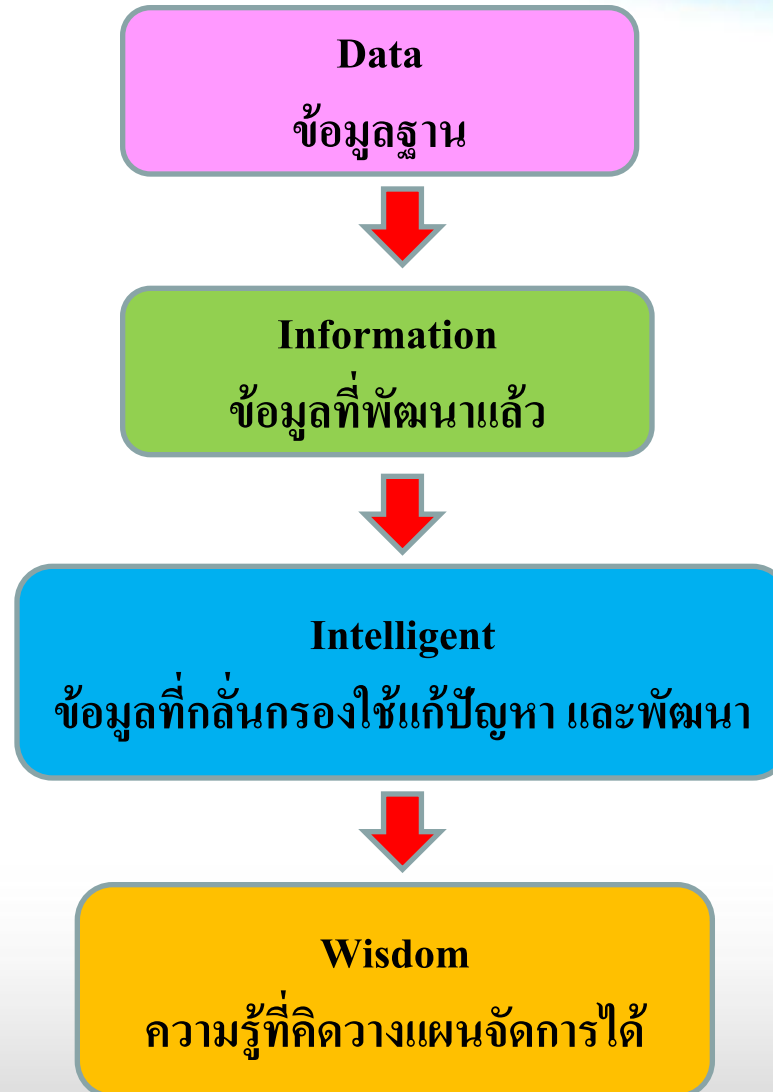 Data
ข้อมูลฐาน
Information
ข้อมูลที่พัฒนาแล้ว
Intelligent
ข้อมูลที่กลั่นกรองใช้แก้ปัญหา และพัฒนา
Wisdom
ความรู้ที่คิดวางแผนจัดการได้